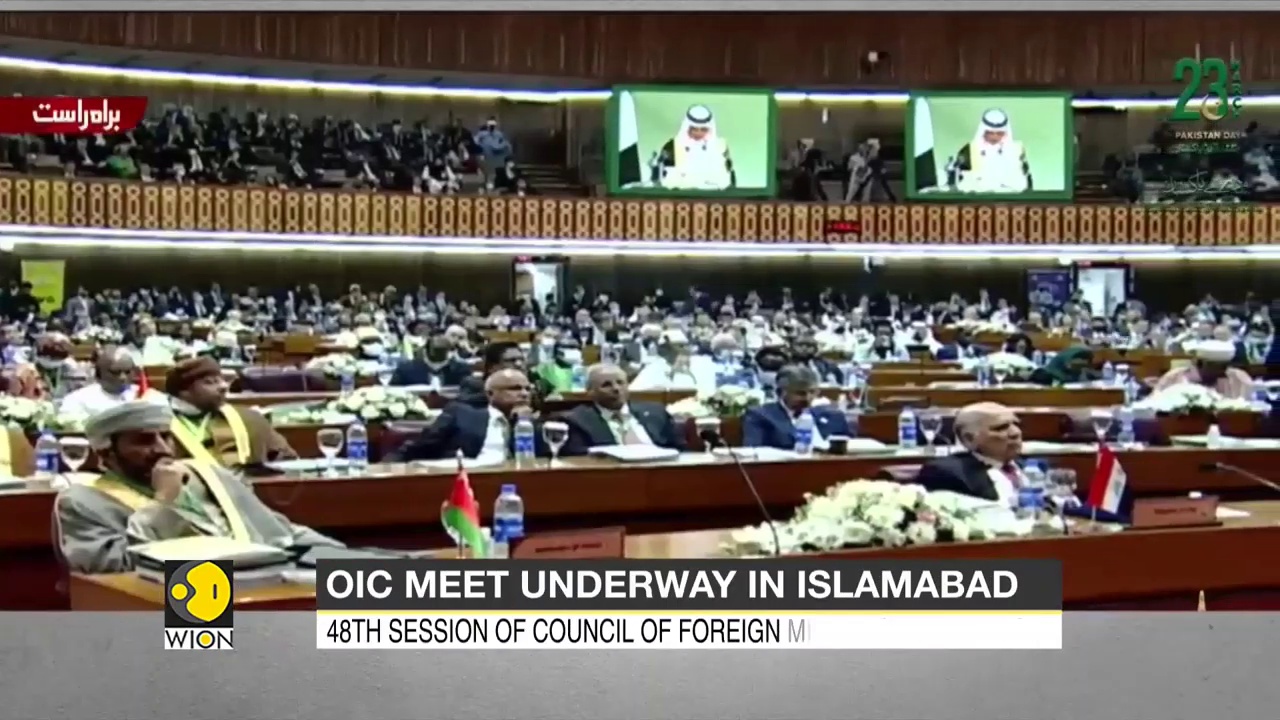 براہ راست
23
PAKISTAN DAY
OIC MEET UNDERWAY IN ISLAMABAD
48TH SESSION OF COUNCIL OF FOREIGN M
WION